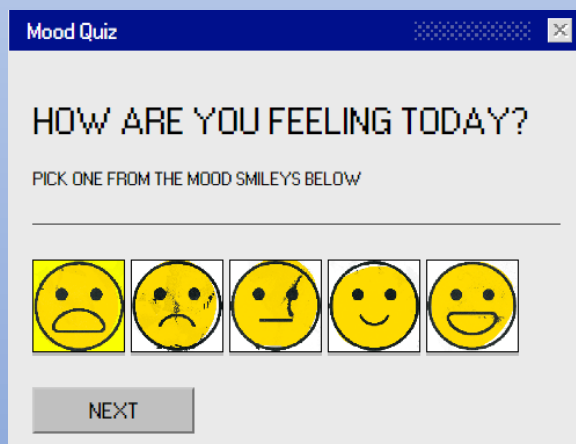 Mood Quiz
HOW ARE YOU FEELING TODAY?
PICK ONE FROM THE MOOD SMILEYS BELOW
NEXT